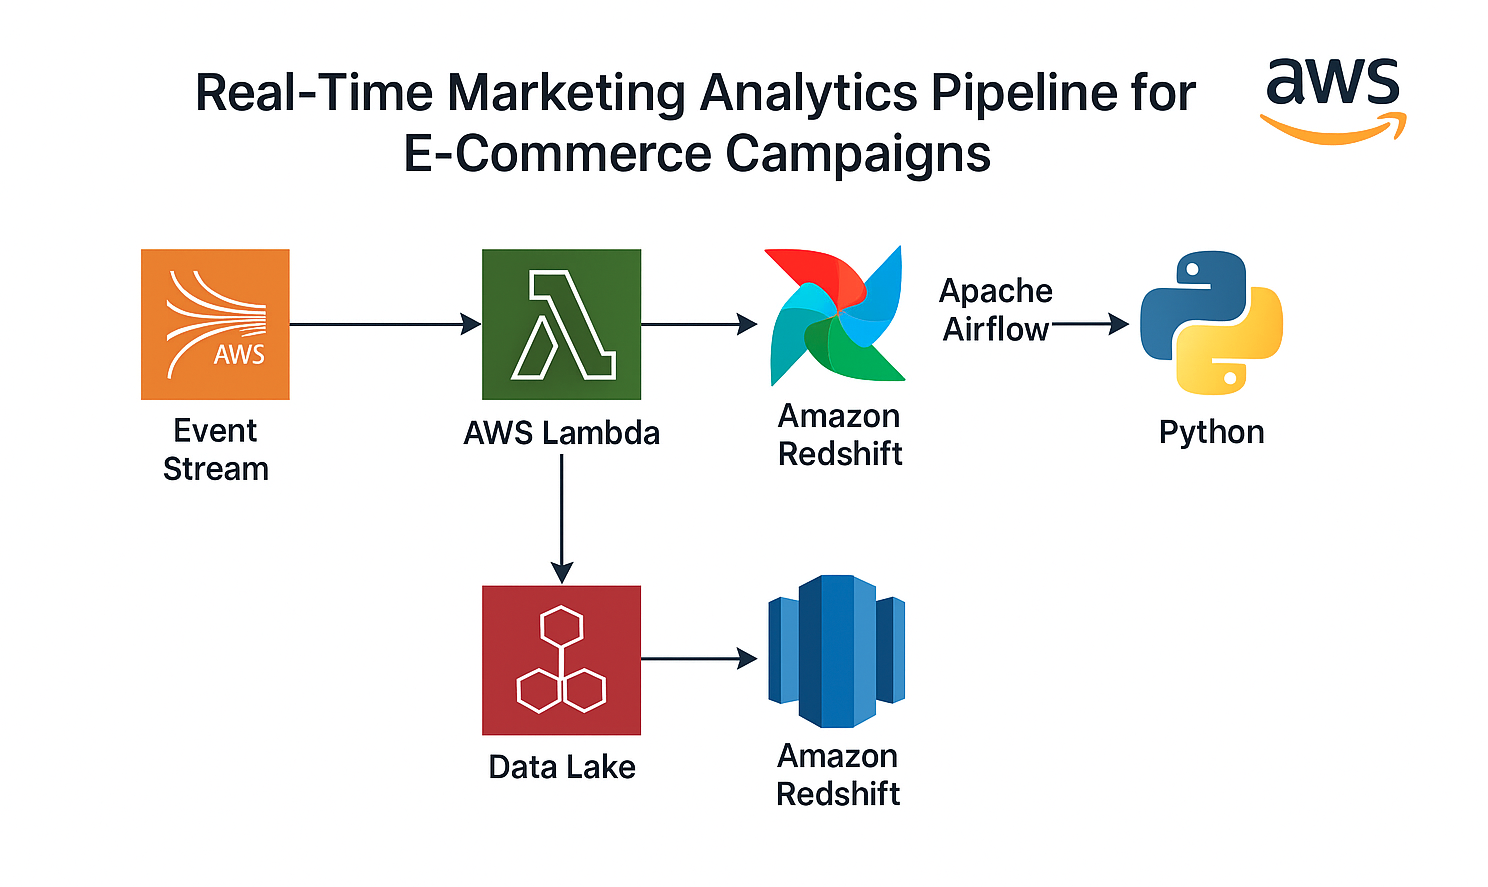 Real-Time Marketing Analytics Pipeline for
E-Commerce Campaigns
aws
AWS
Event
Stream
AWS Lambda
Amazon
Redshift
Apache
Airflow
Python
Data Lake
Amazon
Redshift